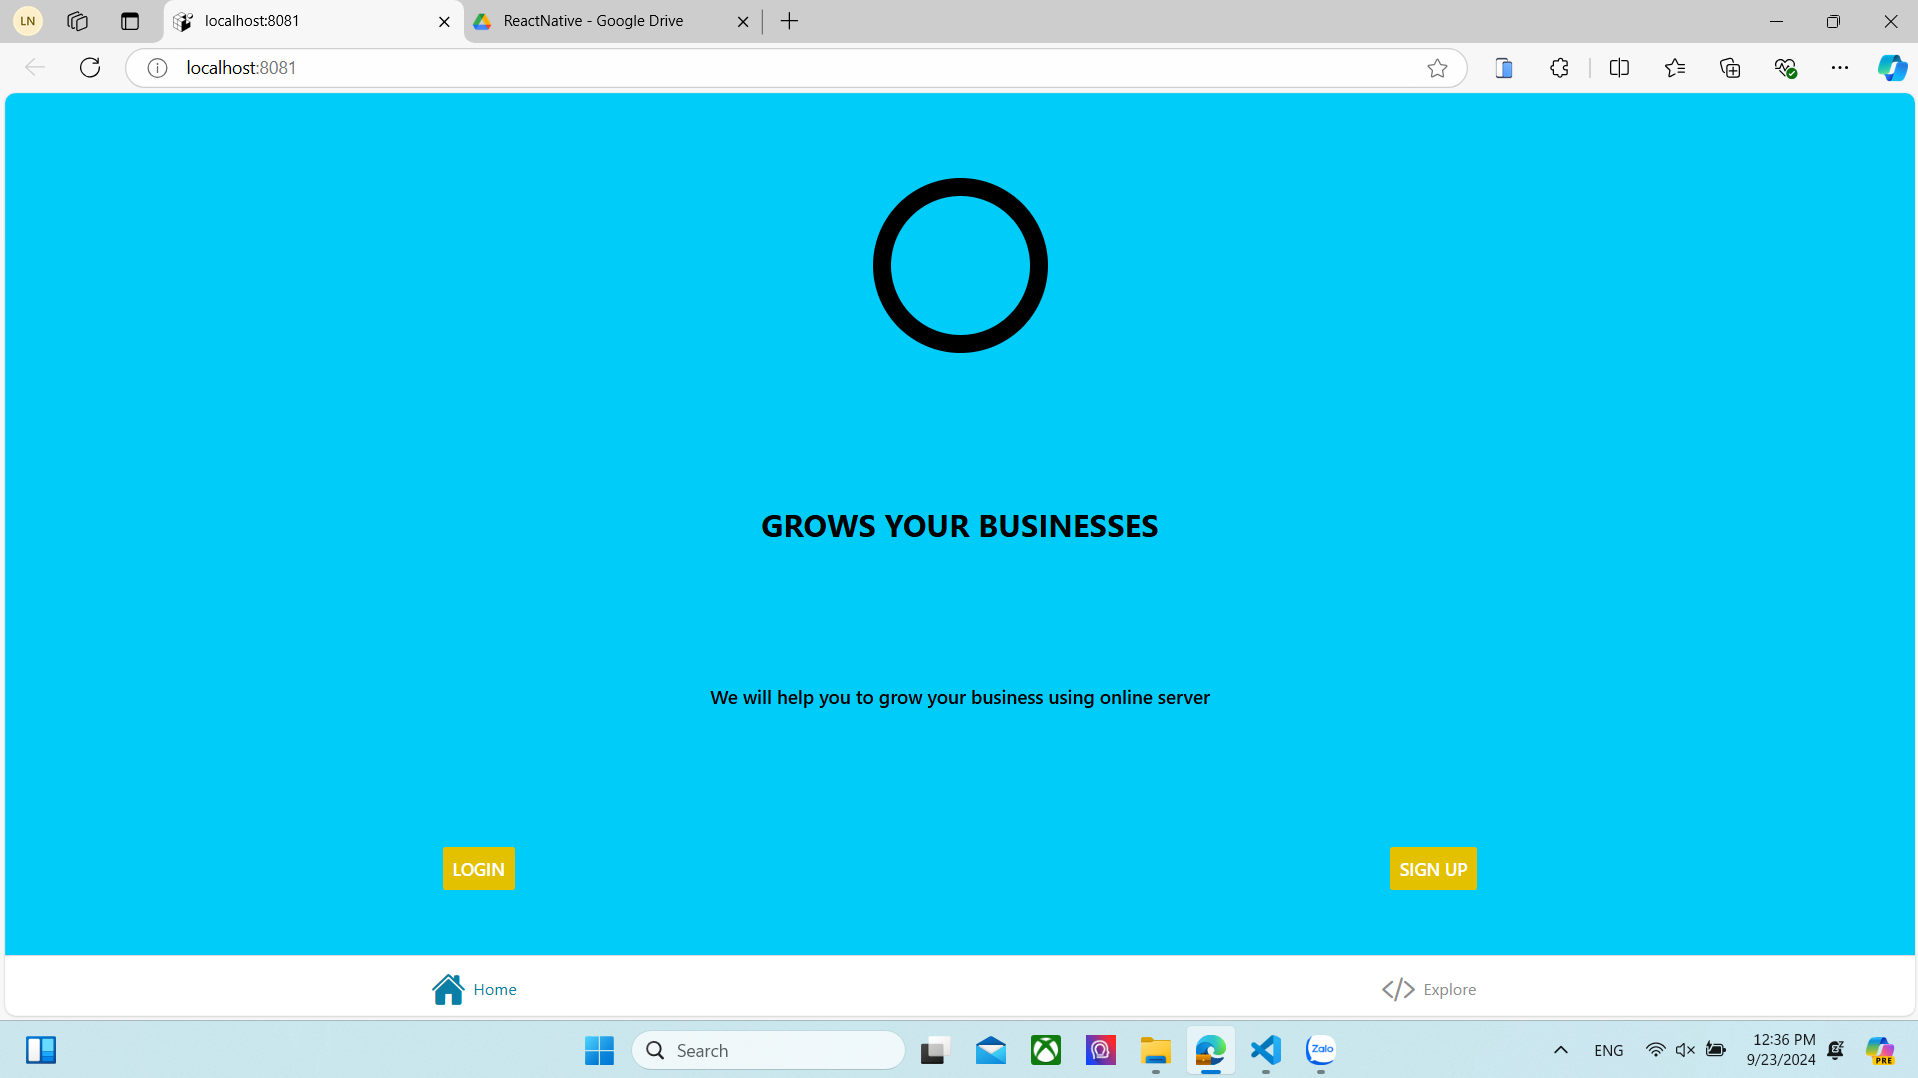 LN
localhost:8081
ReactNative - Google Drive
localhost:8081
GROWS YOUR BUSINESSES
We will help you to grow your business using online server
LOGIN
SIGN UP
Home
Explore
Search
Zalo
ENG
12:36 PM
9/23/2024
PRE